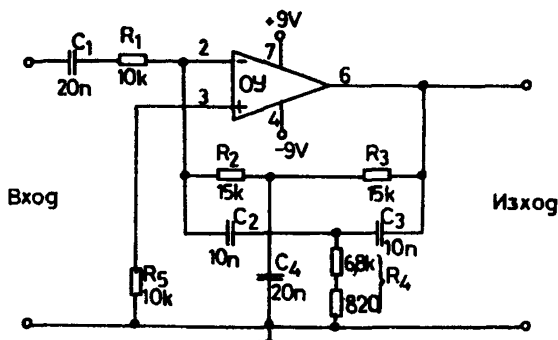 +9V
C1 R1 2 7
20n 10k ОУ 6
3 4
-9V
R2 R3
15k 15k
Вход Изход
C2 C3
10n 10n
R5 C4 6,8k R4
10k 20n 820